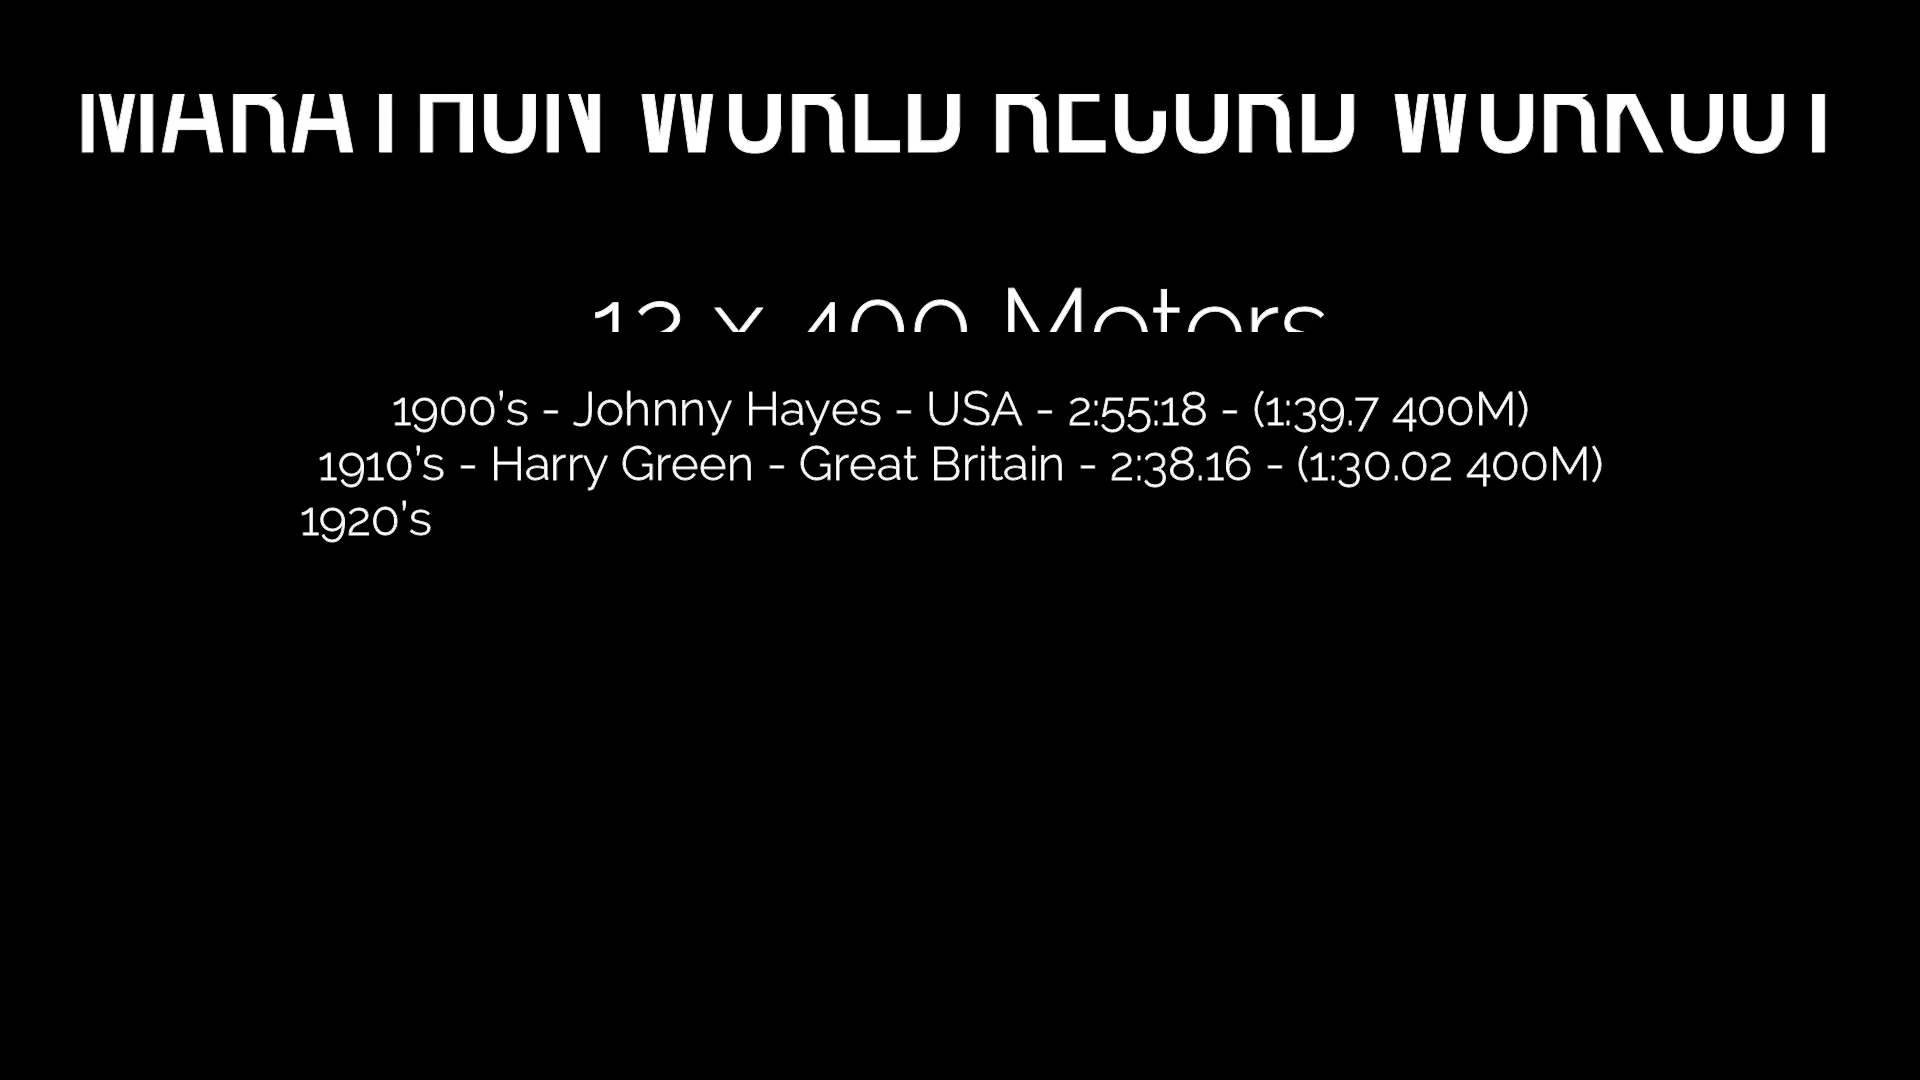 MARATHON WORLD RECORD WORKOUT
x 400 Meters
1900's - Johnny Hayes - USA - 2:55:18 - (1:39.7 400M)
1910's - Harry Green - Great Britain - 2:38.16 - (1:30.02 400M)
1920's